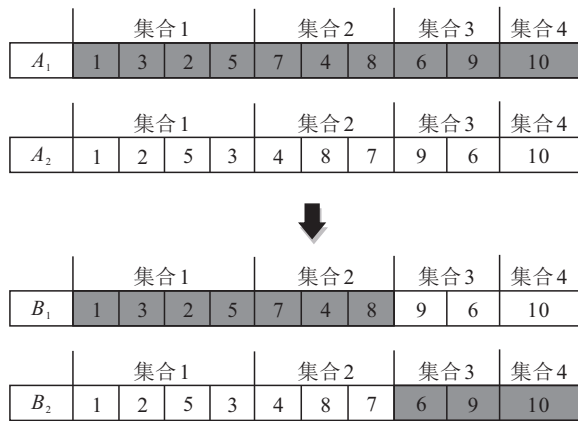 集合1 集合2 集合3 集合4
A₁ 1 3 2 5 7 4 8 6 9 10
集合1 集合2 集合3 集合4
A₂ 1 2 5 3 4 8 7 9 6 10
集合1 集合2 集合3 集合4
B₁ 1 3 2 5 7 4 8 9 6 10
集合1 集合2 集合3 集合4
B₂ 1 2 5 3 4 8 7 6 9 10